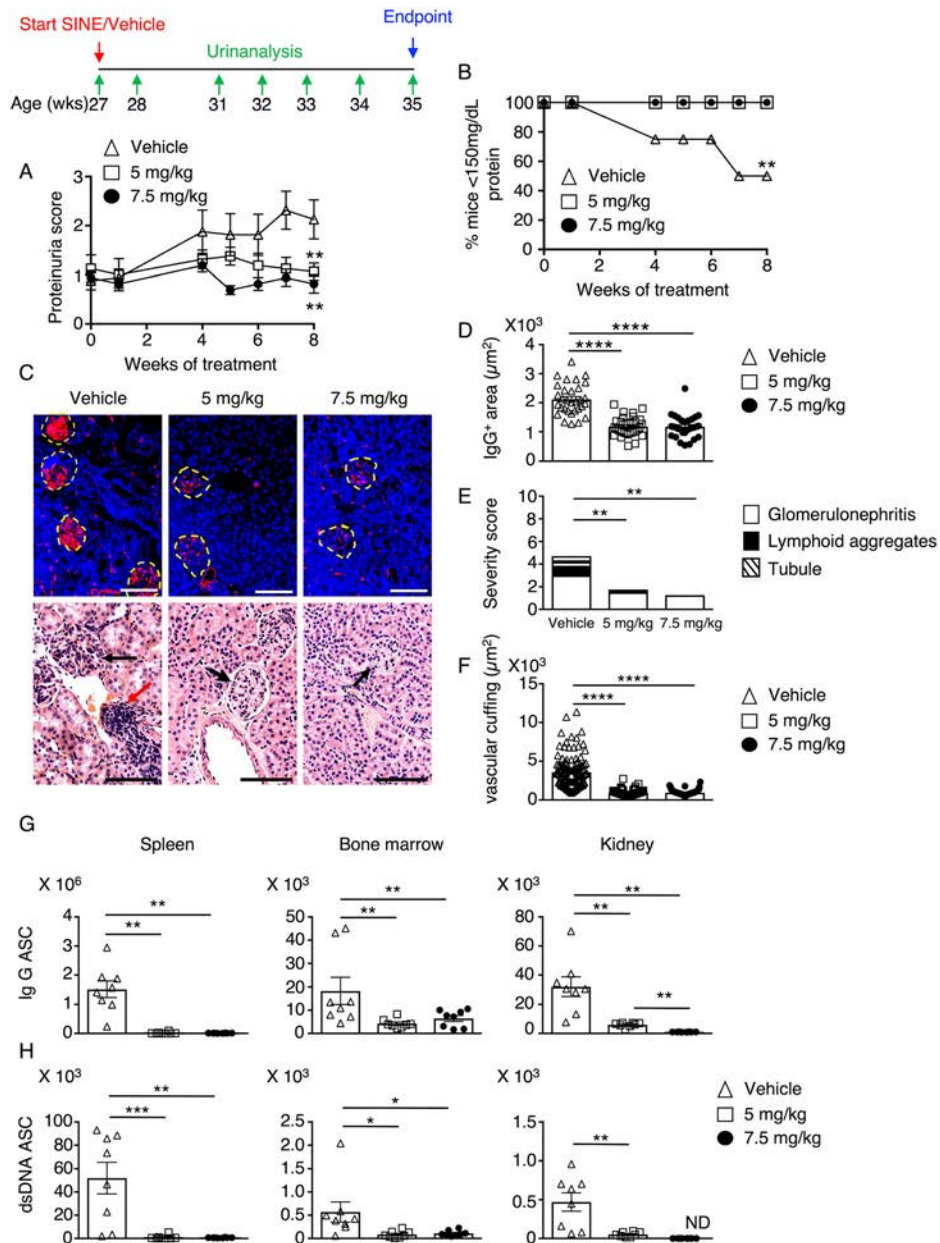 Start SINE/Vehicle
Endpoint
Urinanalysis
Age (wks) 27 28 31 32 33 34 35
A
Vehicle
5 mg/kg
7.5 mg/kg
Proteinuria score
3
2
1
0
**
**
0 2 4 6 8
Weeks of treatment
B
% mice <150mg/dL
protein
100
80
60
40
20
0
**
Vehicle
5 mg/kg
7.5 mg/kg
0 4 8
Weeks of treatment
C
Vehicle 5 mg/kg 7.5 mg/kg
D
X10³
IgG⁺ area (µm²)
4
3
2
1
0
****
****
Vehicle
5 mg/kg
7.5 mg/kg
E
Severity score
10
8
6
4
2
0
**
**
Vehicle 5 mg/kg 7.5 mg/kg
Glomerulonephritis
Lymphoid aggregates
Tubule
F
X10³
vascular cuffing (µm²)
15
10
5
0
****
****
Vehicle
5 mg/kg
7.5 mg/kg
G
Spleen Bone marrow Kidney
X 10⁶
Ig G ASC
4
3
2
1
0
**
**
X 10³
50
40
30
20
10
0
**
**
X 10³
100
80
60
40
20
0
**
**
**
H
X 10³
dsDNA ASC
100
80
60
40
20
0
**
***
X 10³
2.5
2.0
1.5
1.0
0.5
0
*
*
X 10³
1.5
1.0
0.5
0
**
ND
Vehicle
5 mg/kg
7.5 mg/kg